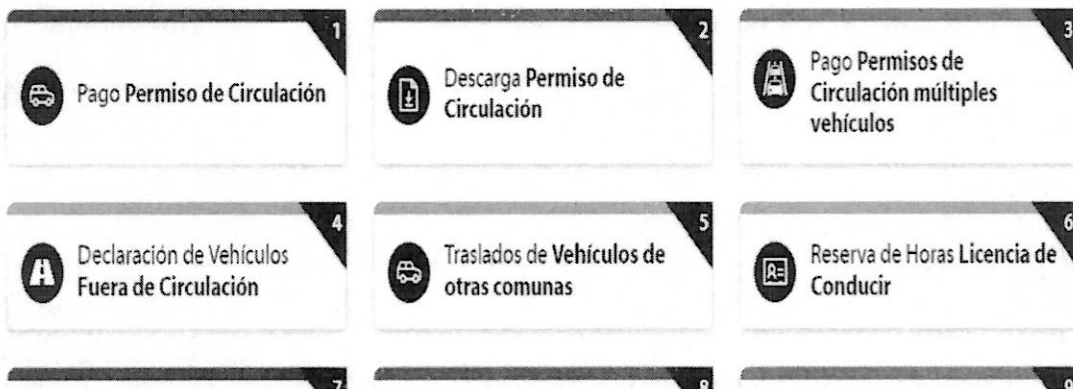 1
Pago Permiso de Circulación
2
Descarga Permiso de
Circulación
3
Pago Permisos de
Circulación múltiples
vehículos
4
Declaración de Vehículos
Fuera de Circulación
5
Traslados de Vehículos de
otras comunas
6
Reserva de Horas Licencia de
Conducir
7
8
9